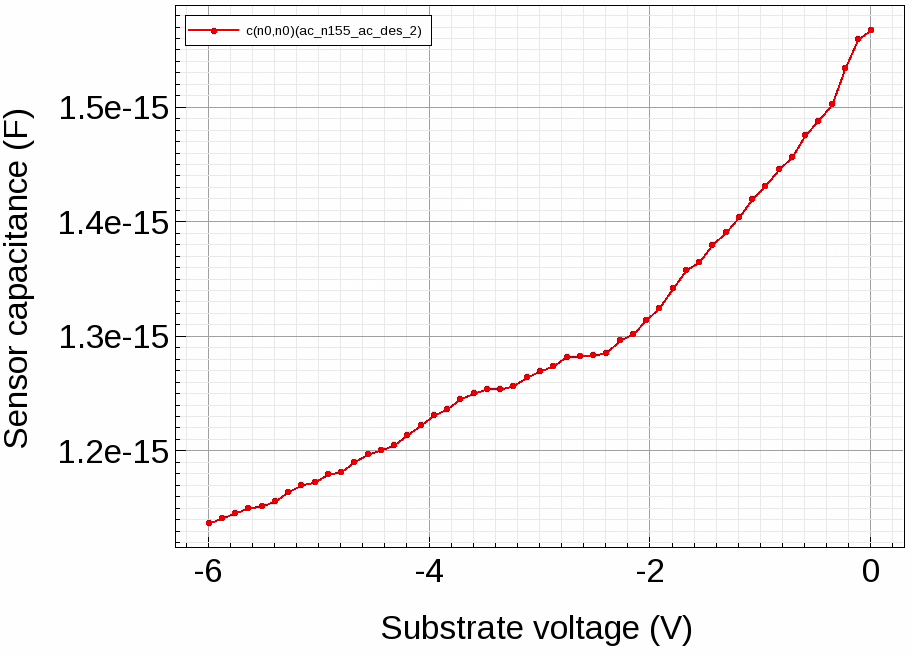 c(n0,n0)(ac_n155_ac_des_2)
Sensor capacitance (F)
1.5e-15
1.4e-15
1.3e-15
1.2e-15
-6 -4 -2 0
Substrate voltage (V)